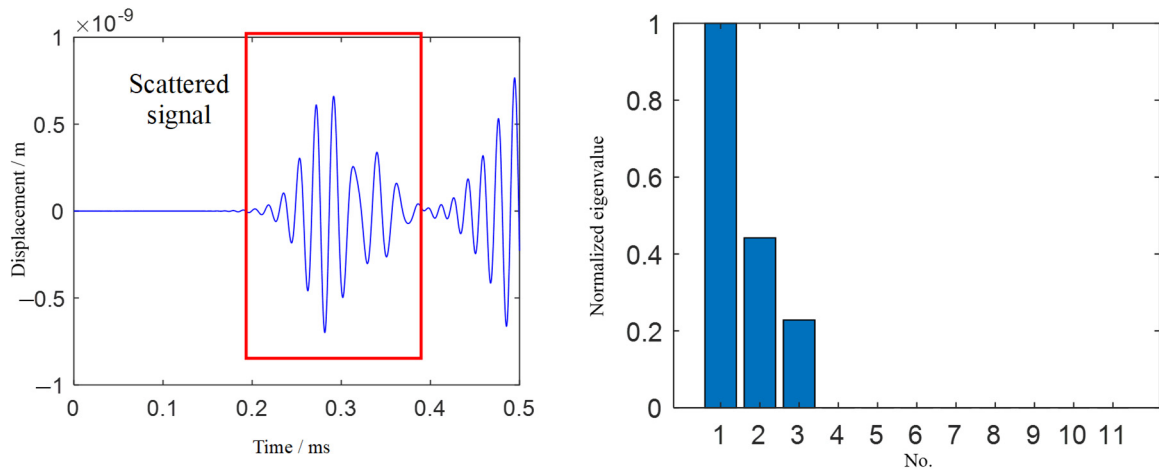 ×10⁻⁹
1
0.5
0
−0.5
−1
Displacement / m
Scattered
signal
0 0.1 0.2 0.3 0.4 0.5
Time / ms
1
0.8
0.6
0.4
0.2
0
Normalized eigenvalue
1 2 3 4 5 6 7 8 9 10 11
No.